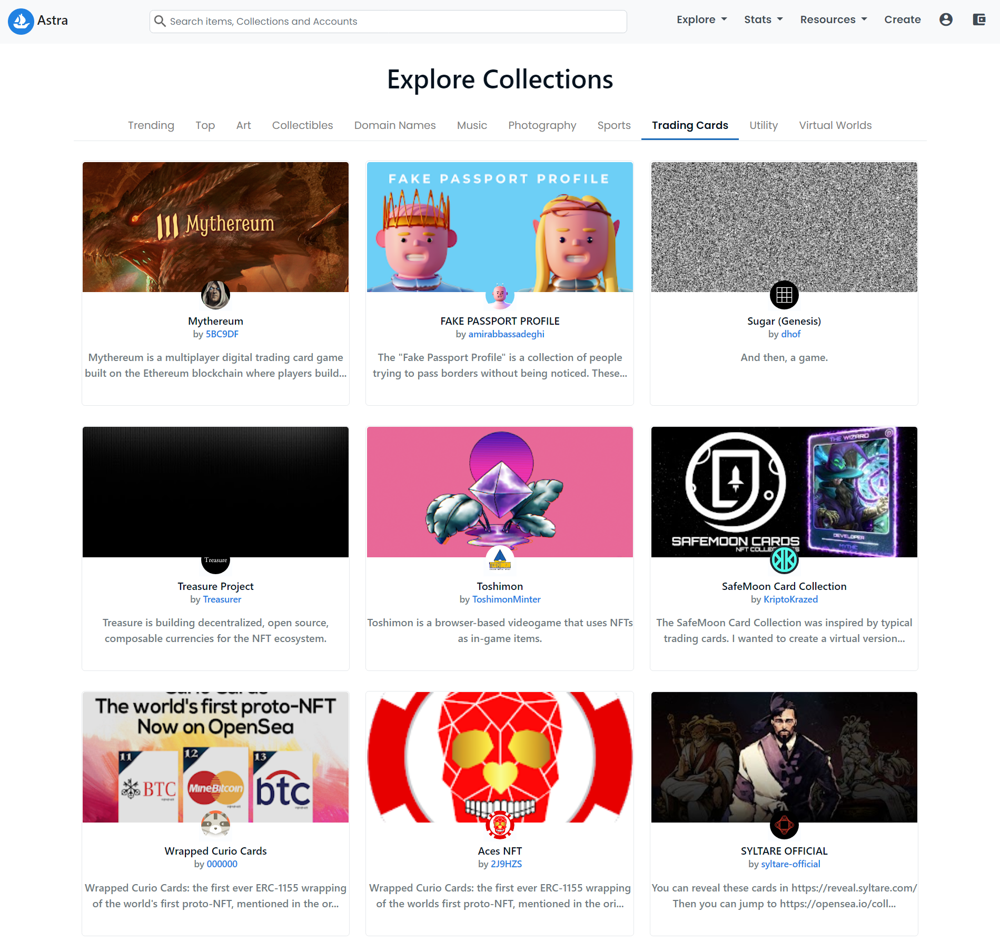 Astra
Search items, Collections and Accounts
Explore
Stats
Resources
Create
Explore Collections
Trending
Top
Art
Collectibles
Domain Names
Music
Photography
Sports
Trading Cards
Utility
Virtual Worlds
Mythereum
Mythereum
by 5BC9DF
Mythereum is a multiplayer digital trading card game
built on the Ethereum blockchain where players build...
FAKE PASSPORT PROFILE
FAKE PASSPORT PROFILE
by amirabbassadeghi
The "Fake Passport Profile" is a collection of people
trying to pass borders without being noticed. These...
Sugar (Genesis)
by dhof
And then, a game.
Treasure
Treasure Project
by Treasurer
Treasure is building decentralized, open source,
composable currencies for the NFT ecosystem.
TOSHIMON
Toshimon
by ToshimonMinter
Toshimon is a browser-based videogame that uses NFTs
as in-game items.
THE WIZARD
DEVELOPER
MYTHIC
SAFEMOON CARDS
SafeMoon Card Collection
by KriptoKrazed
The SafeMoon Card Collection was inspired by typical
trading cards. I wanted to create a virtual version...
Curio Cards
The world's first proto-NFT
Now on OpenSea
11
BTC
12
MineBitcoin
13
btc
Wrapped Curio Cards
by 000000
Wrapped Curio Cards: the first ever ERC-1155 wrapping
of the world's first proto-NFT, mentioned in the or...
Aces NFT
by 2J9HZS
Wrapped Curio Cards: the first ever ERC-1155 wrapping
of the worlds first proto-NFT, mentioned in the ori...
SYLTARE OFFICIAL
by syltare-official
You can reveal these cards in https://reveal.syltare.com/
Then you can jump to https://opensea.io/coll...